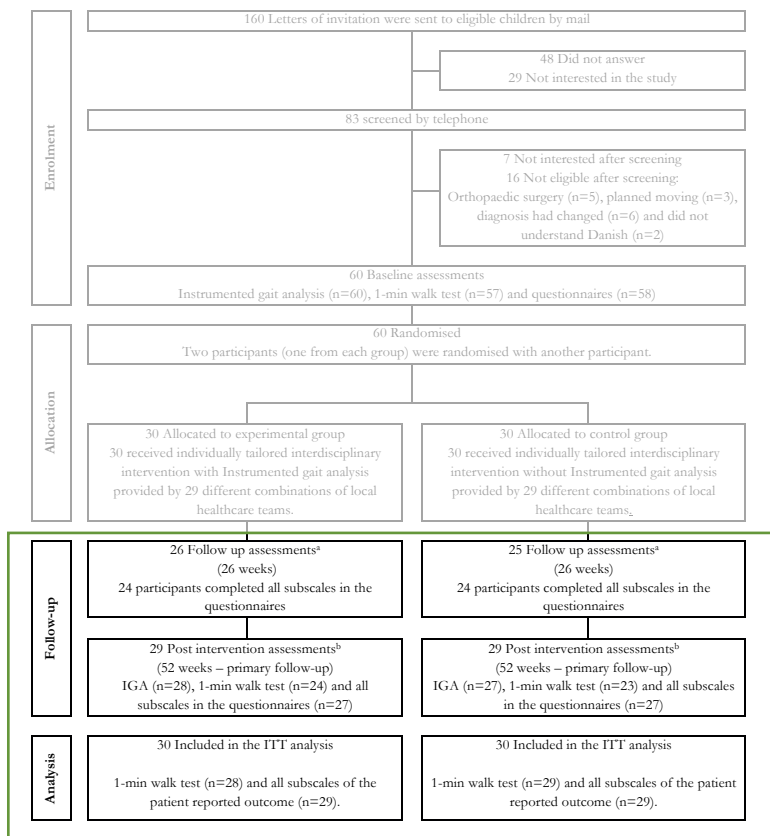 160 Letters of invitation were sent to eligible children by mail
48 Did not answer
29 Not interested in the study
Enrolment
83 screened by telephone
7 Not interested after screening
16 Not eligible after screening:
Orthopaedic surgery (n=5), planned moving (n=3),
diagnosis had changed (n=6) and did not
understand Danish (n=2)
60 Baseline assessments
Instrumented gait analysis (n=60), 1-min walk test (n=57) and questionnaires (n=58)
60 Randomised
Two participants (one from each group) were randomised with another participant.
Allocation
30 Allocated to experimental group
30 received individually tailored interdisciplinary
intervention with Instrumented gait analysis
provided by 29 different combinations of local
healthcare teams.
30 Allocated to control group
30 received individually tailored interdisciplinary
intervention without Instrumented gait analysis
provided by 29 different combinations of local
healthcare teams.
Follow-up
26 Follow up assessmentsᵃ
(26 weeks)
24 participants completed all subscales in the
questionnaires
25 Follow up assessmentsᵃ
(26 weeks)
24 participants completed all subscales in the
questionnaires
29 Post intervention assessmentsᵇ
(52 weeks – primary follow-up)
IGA (n=28), 1-min walk test (n=24) and all
subscales in the questionnaires (n=27)
29 Post intervention assessmentsᵇ
(52 weeks – primary follow-up)
IGA (n=27), 1-min walk test (n=23) and all subscales
in the questionnaires (n=27)
Analysis
30 Included in the ITT analysis
1-min walk test (n=28) and all subscales of the
patient reported outcome (n=29).
30 Included in the ITT analysis
1-min walk test (n=29) and all subscales of the patient
reported outcome (n=29).